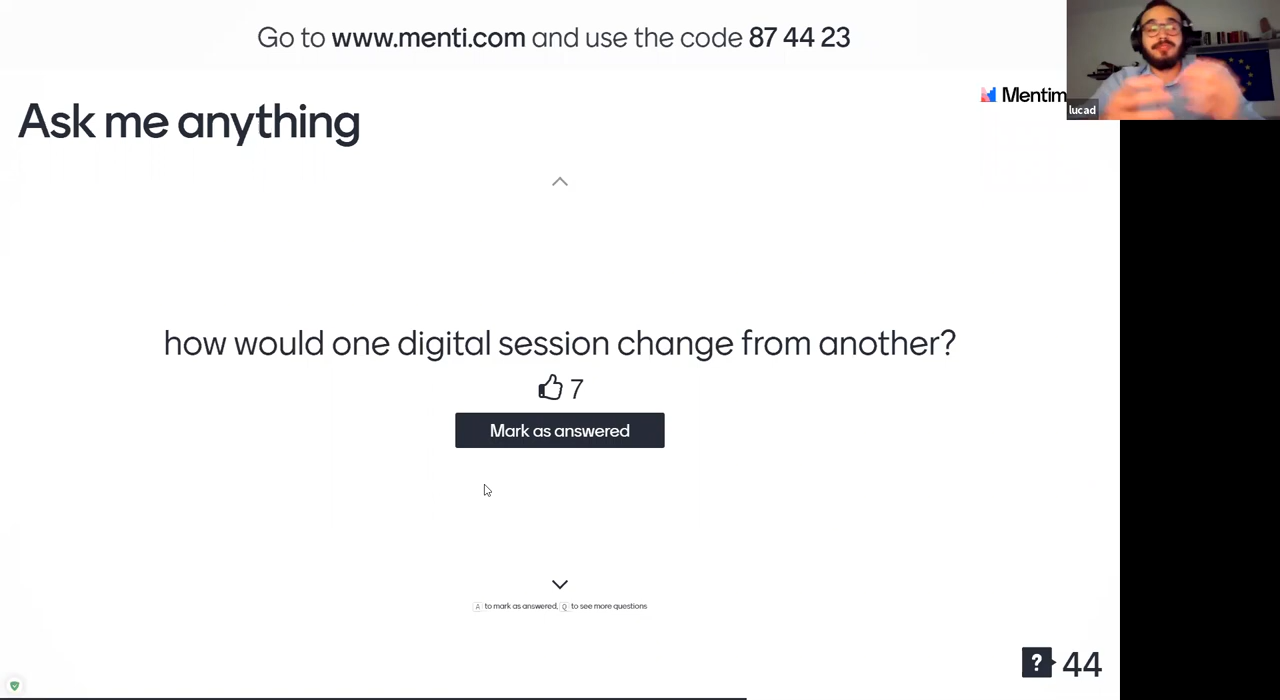 Go to www.menti.com and use the code 87 44 23
Mentim
lucad
Ask me anything
how would one digital session change from another?
7
Mark as answered
A to mark as answered, Q to see more questions
? 44